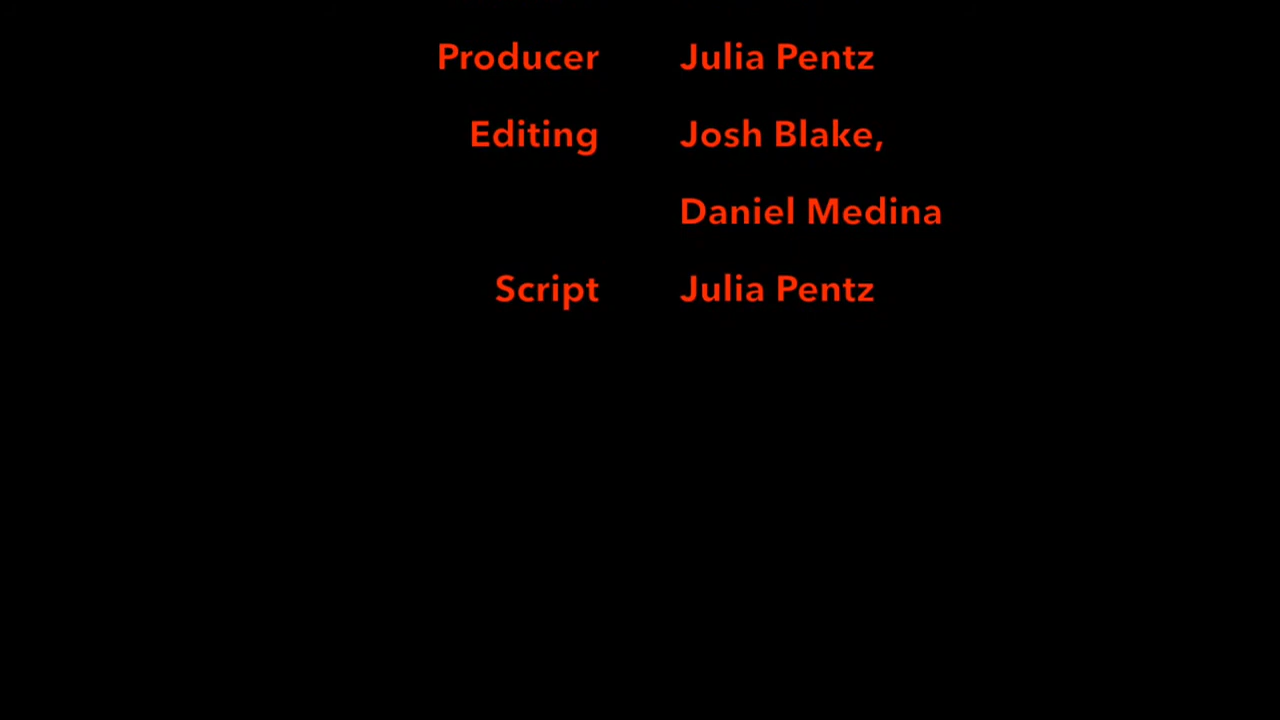 Producer Julia Pentz
Editing Josh Blake,
Daniel Medina
Script Julia Pentz